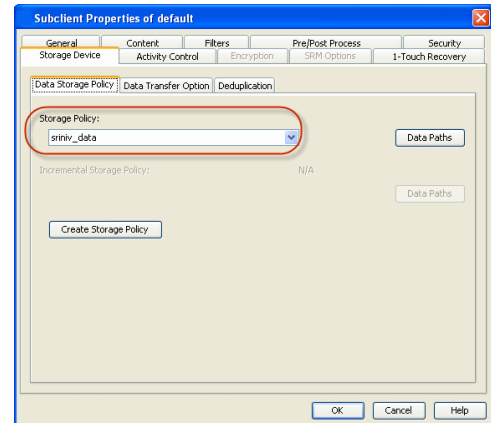 Subclient Properties of default
General Content Filters Pre/Post Process Security
Storage Device Activity Control Encryption SRM Options 1-Touch Recovery
Data Storage Policy Data Transfer Option Deduplication
Storage Policy:
sriniv_data Data Paths
Incremental Storage Policy: N/A
Data Paths
Create Storage Policy
OK Cancel Help